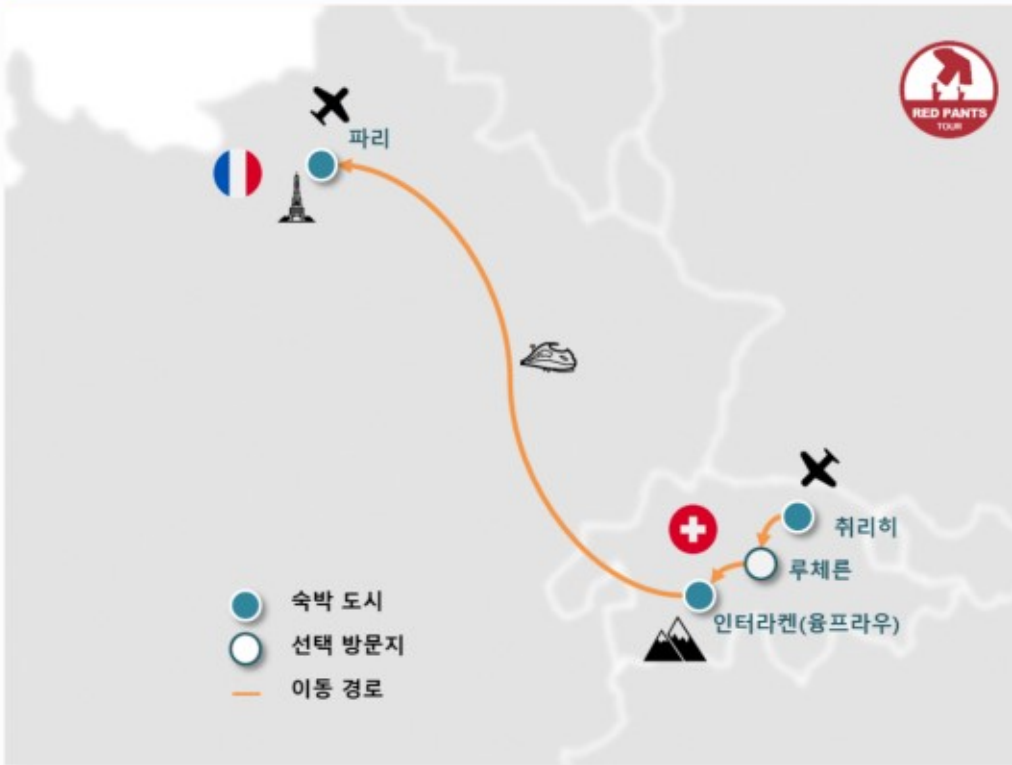 RED PANTS
TOUR
파리
취리히
루체른
인터라켄(융프라우)
숙박 도시
선택 방문지
이동 경로